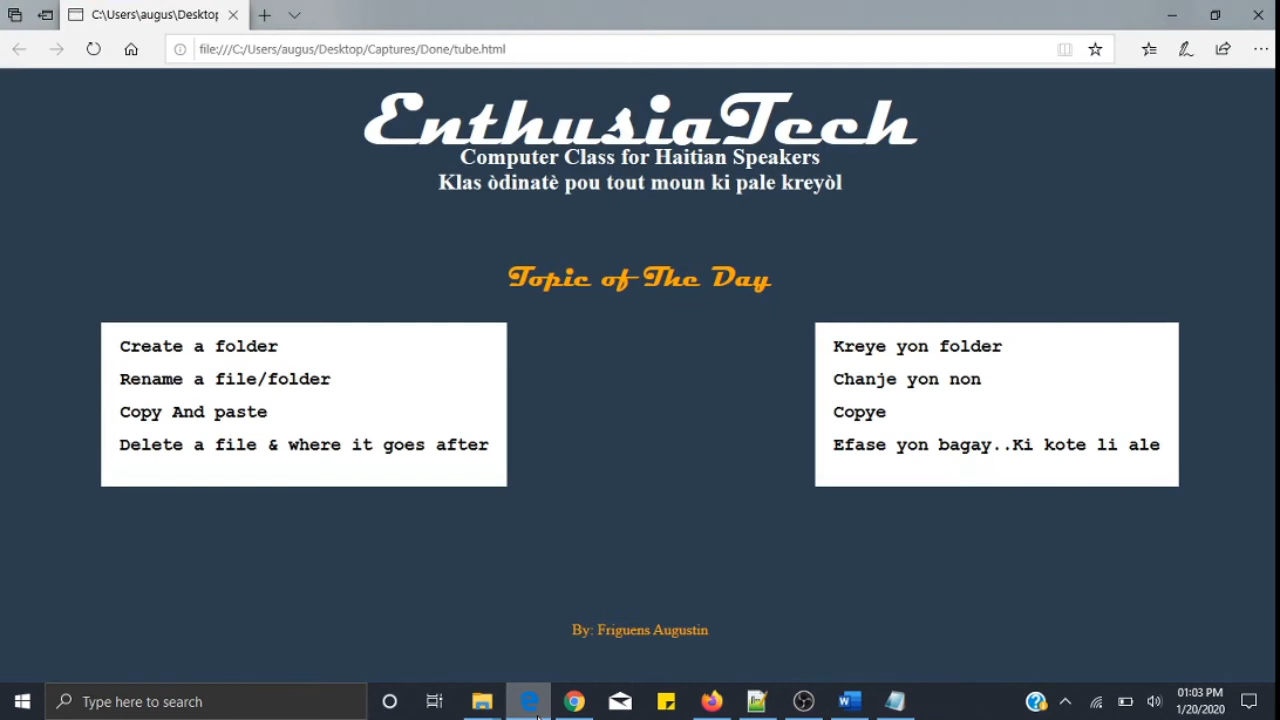 C:\Users\augus\Desktop
file:///C:/Users/augus/Desktop/Captures/Done/tube.html
EnthusiaTech
Computer Class for Haitian Speakers
Klas òdinatè pou tout moun ki pale kreyòl
Topic of The Day
Create a folder
Rename a file/folder
Copy And paste
Delete a file & where it goes after
Kreye yon folder
Chanje yon non
Copye
Efase yon bagay..Ki kote li ale
By: Friguens Augustin
Type here to search
01:03 PM
1/20/2020